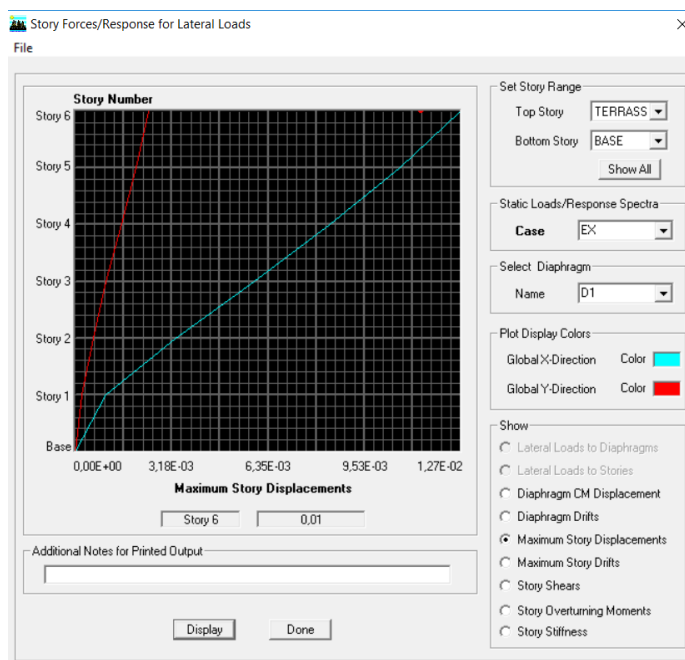 Story Forces/Response for Lateral Loads
File
Story Number
Story 6
Story 5
Story 4
Story 3
Story 2
Story 1
Base
0,00E+00 3,18E-03 6,35E-03 9,53E-03 1,27E-02
Maximum Story Displacements
Story 6 0,01
Additional Notes for Printed Output
Display Done
Set Story Range
Top Story TERRASS
Bottom Story BASE
Show All
Static Loads/Response Spectra
Case EX
Select Diaphragm
Name D1
Plot Display Colors
Global X-Direction Color
Global Y-Direction Color
Show
Lateral Loads to Diaphragms
Lateral Loads to Stories
Diaphragm CM Displacement
Diaphragm Drifts
Maximum Story Displacements
Maximum Story Drifts
Story Shears
Story Overturning Moments
Story Stiffness